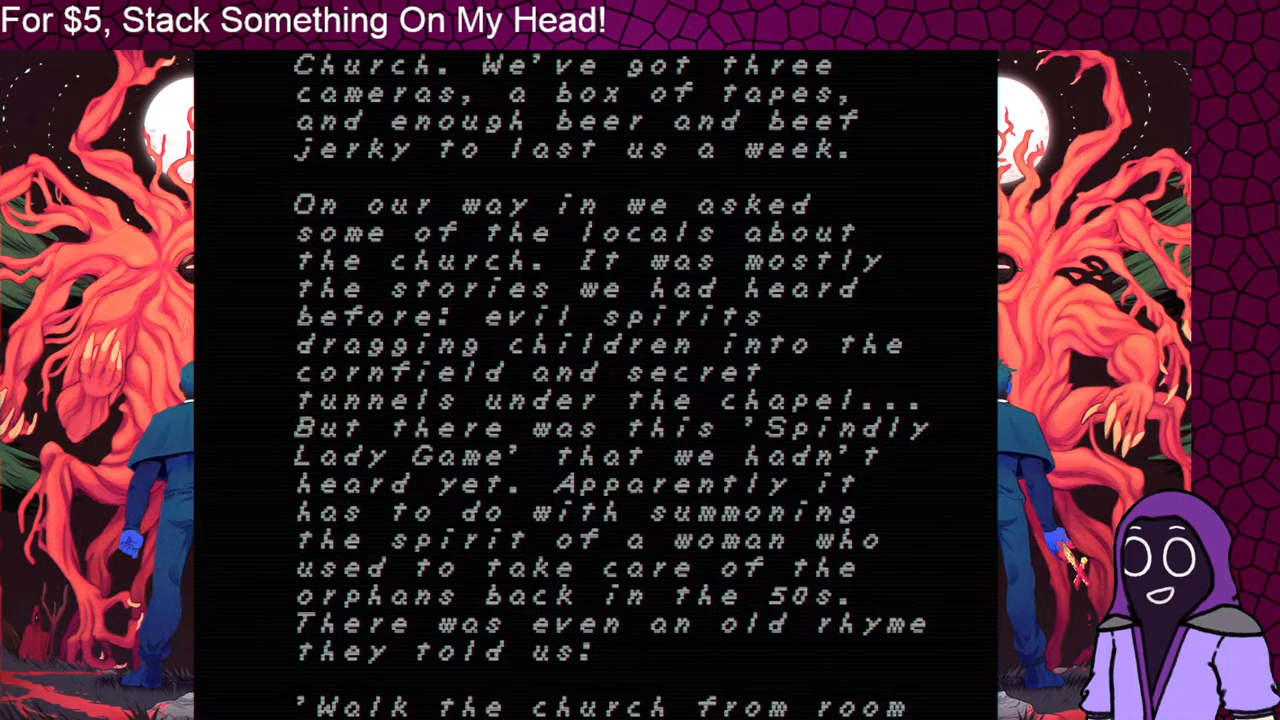 For $5, Stack Something On My Head!
Church. We've got three
cameras, a box of tapes,
and enough beer and beef
jerky to last us a week.
On our way in we asked
some of the locals about
the church. It was mostly
the stories we had heard
before: evil spirits
dragging children into the
cornfield and secret
tunnels under the chapel...
But there was this 'Spindly
Lady Game' that we hadn't
heard yet. Apparently it
has to do with summoning
the spirit of a woman who
used to take care of the
orphans back in the 50s.
There was even an old rhyme
they told us:
'Walk the church from room